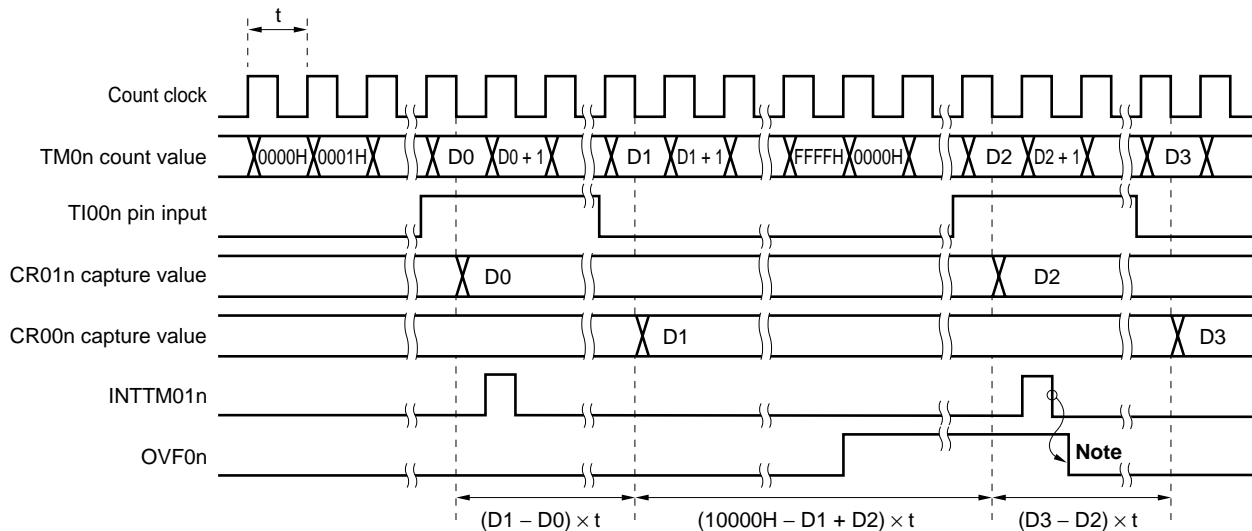 t
Count clock
TM0n count value 0000H 0001H D0 D0 + 1 D1 D1 + 1 FFFFH 0000H D2 D2 + 1 D3
TI00n pin input
CR01n capture value D0 D2
CR00n capture value D1 D3
INTTM01n
OVF0n Note
(D1 − D0) × t (10000H − D1 + D2) × t (D3 − D2) × t